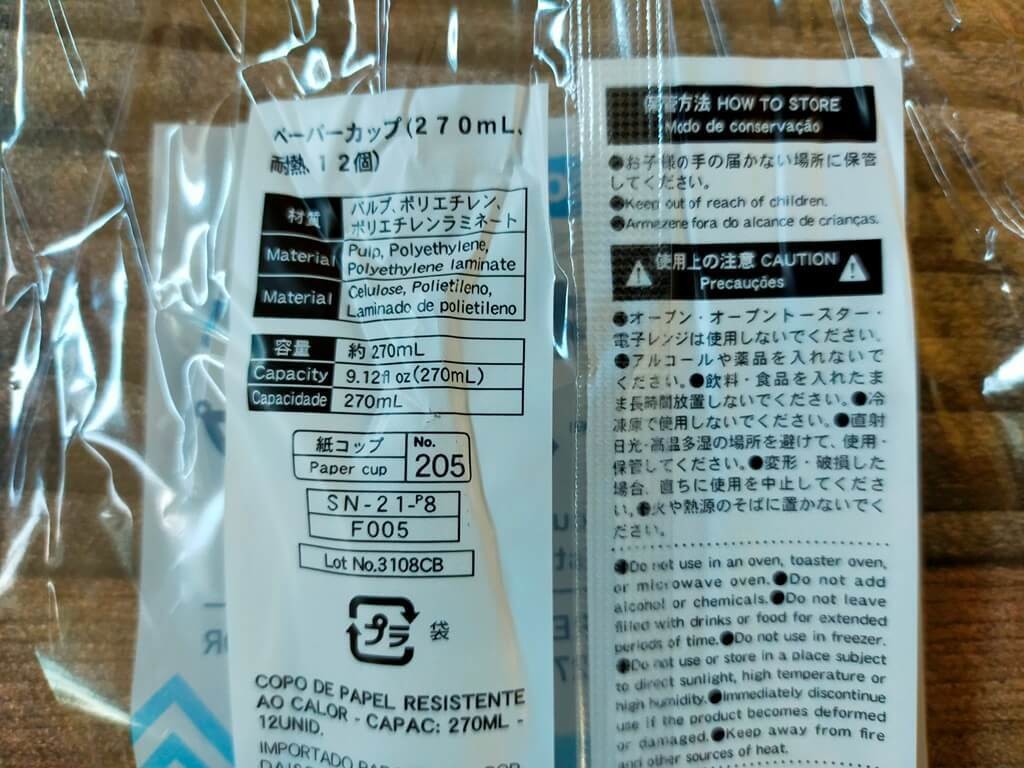 ペーパーカップ(270mL、
耐熱 12個)
材質 パルプ、ポリエチレン、
ポリエチレンラミネート
Material Pulp, Polyethylene,
Polyethylene laminate
Material Celulose, Polietileno,
Laminado de polietileno
容量 約270mL
Capacity 9.12fl oz(270mL)
Capacidade 270mL
紙コップ No.
Paper cup 205
SN-21-P8
F005
Lot No.3108CB
プラ 袋
COPO DE PAPEL RESISTENTE
AO CALOR - CAPAC: 270ML -
12UNID.
IMPORTADO
保管方法 HOW TO STORE
Modo de conservação
●お子様の手の届かない場所に保管
してください。
●Keep out of reach of children.
●Armazene fora do alcance de crianças.
使用上の注意 CAUTION
Precauções
●オーブン・オーブントースター・
電子レンジは使用しないでください。
●アルコールや薬品を入れないで
ください。●飲料・食品を入れたま
ま長時間放置しないでください。●冷
凍庫で使用しないでください。●直射
日光・高温多湿の場所を避けて、使用・
保管してください。●変形・破損した
場合、直ちに使用を中止してくださ
い。●火や熱源のそばに置かないでく
ださい。
●Do not use in an oven, toaster oven,
or microwave oven.●Do not add
alcohol or chemicals.●Do not leave
filled with drinks or food for extended
periods of time.●Do not use in freezer.
●Do not use or store in a place subject
to direct sunlight, high temperature or
high humidity.●Immediately discontinue
use if the product becomes deformed
or damaged.●Keep away from fire
and other sources of heat.